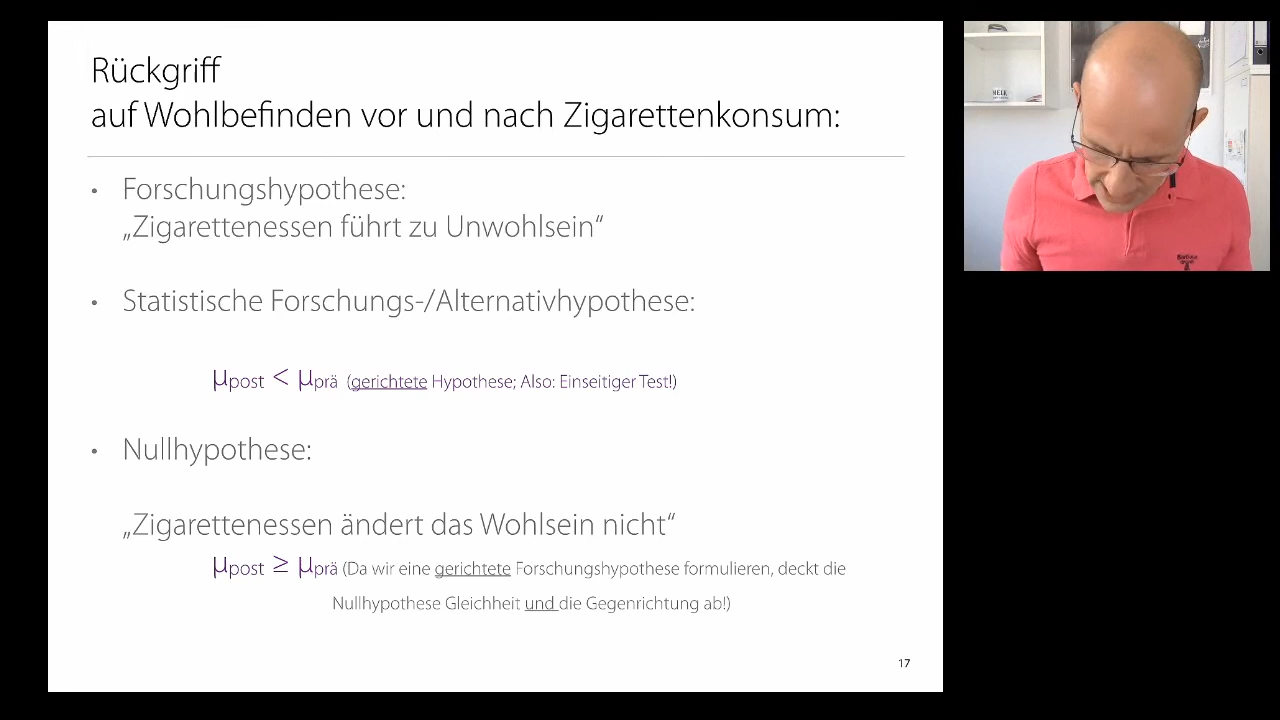 Rückgriff
auf Wohlbefinden vor und nach Zigarettenkonsum:
• Forschungshypothese:
„Zigarettenessen führt zu Unwohlsein“
• Statistische Forschungs-/Alternativhypothese:
μpost < μprä (gerichtete Hypothese; Also: Einseitiger Test!)
• Nullhypothese:
„Zigarettenessen ändert das Wohlsein nicht“
μpost ≥ μprä (Da wir eine gerichtete Forschungshypothese formulieren, deckt die
Nullhypothese Gleichheit und die Gegenrichtung ab!)
17